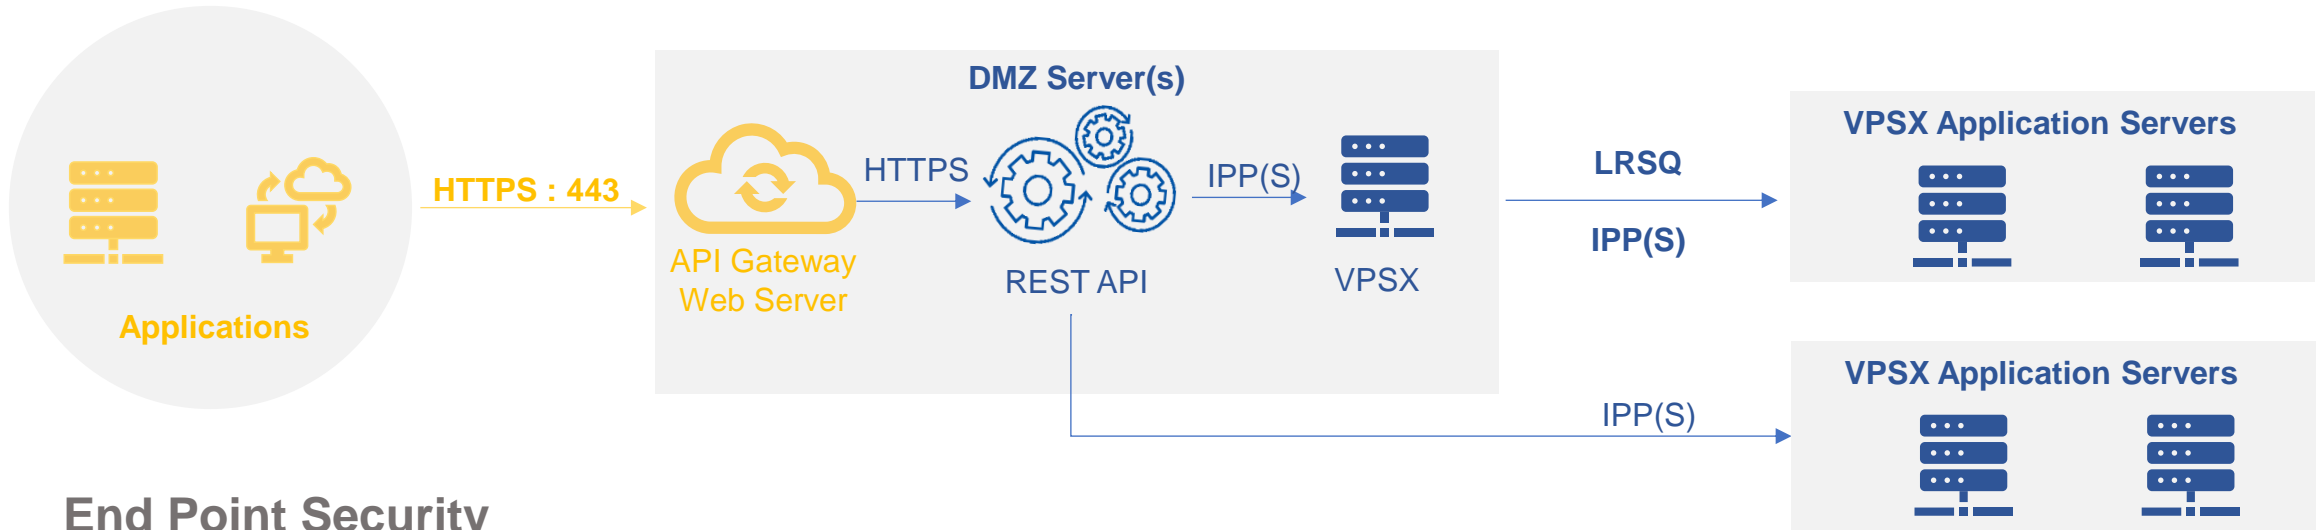 Applications
HTTPS : 443
DMZ Server(s)
API Gateway
Web Server
HTTPS
REST API
IPP(S)
VPSX
LRSQ
IPP(S)
VPSX Application Servers
IPP(S)
VPSX Application Servers
End Point Security